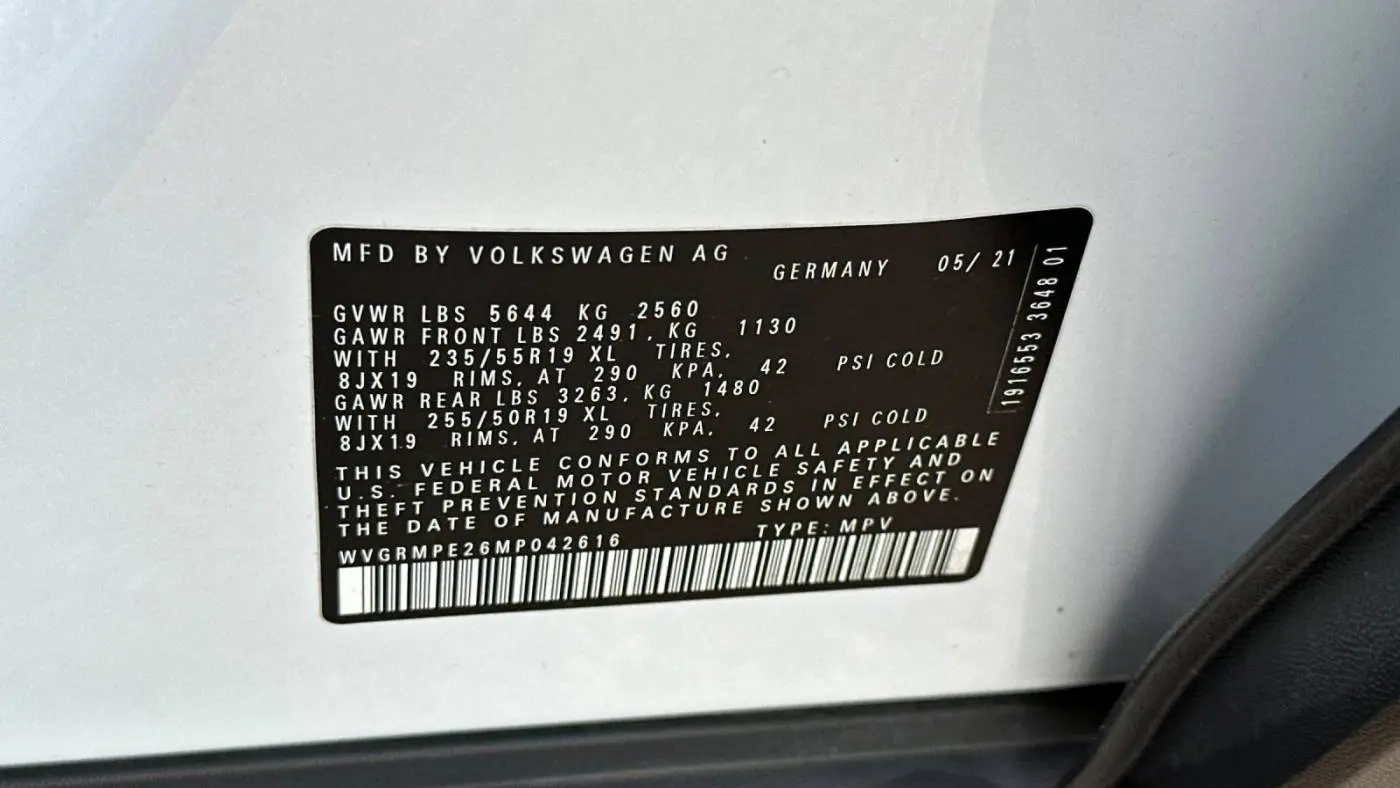 MFD BY VOLKSWAGEN AG
GERMANY 05/ 21
GVWR LBS 5644 KG 2560
GAWR FRONT LBS 2491, KG 1130
WITH 235/55R19 XL TIRES,
8JX19 RIMS, AT 290 KPA, 42 PSI COLD
GAWR REAR LBS 3263, KG 1480
WITH 255/50R19 XL TIRES,
8JX19 RIMS, AT 290 KPA, 42 PSI COLD
THIS VEHICLE CONFORMS TO ALL APPLICABLE
U.S. FEDERAL MOTOR VEHICLE SAFETY AND
THEFT PREVENTION STANDARDS IN EFFECT ON
THE DATE OF MANUFACTURE SHOWN ABOVE.
WVGRMPE26MP042616 TYPE: MPV
1916553 3648 01